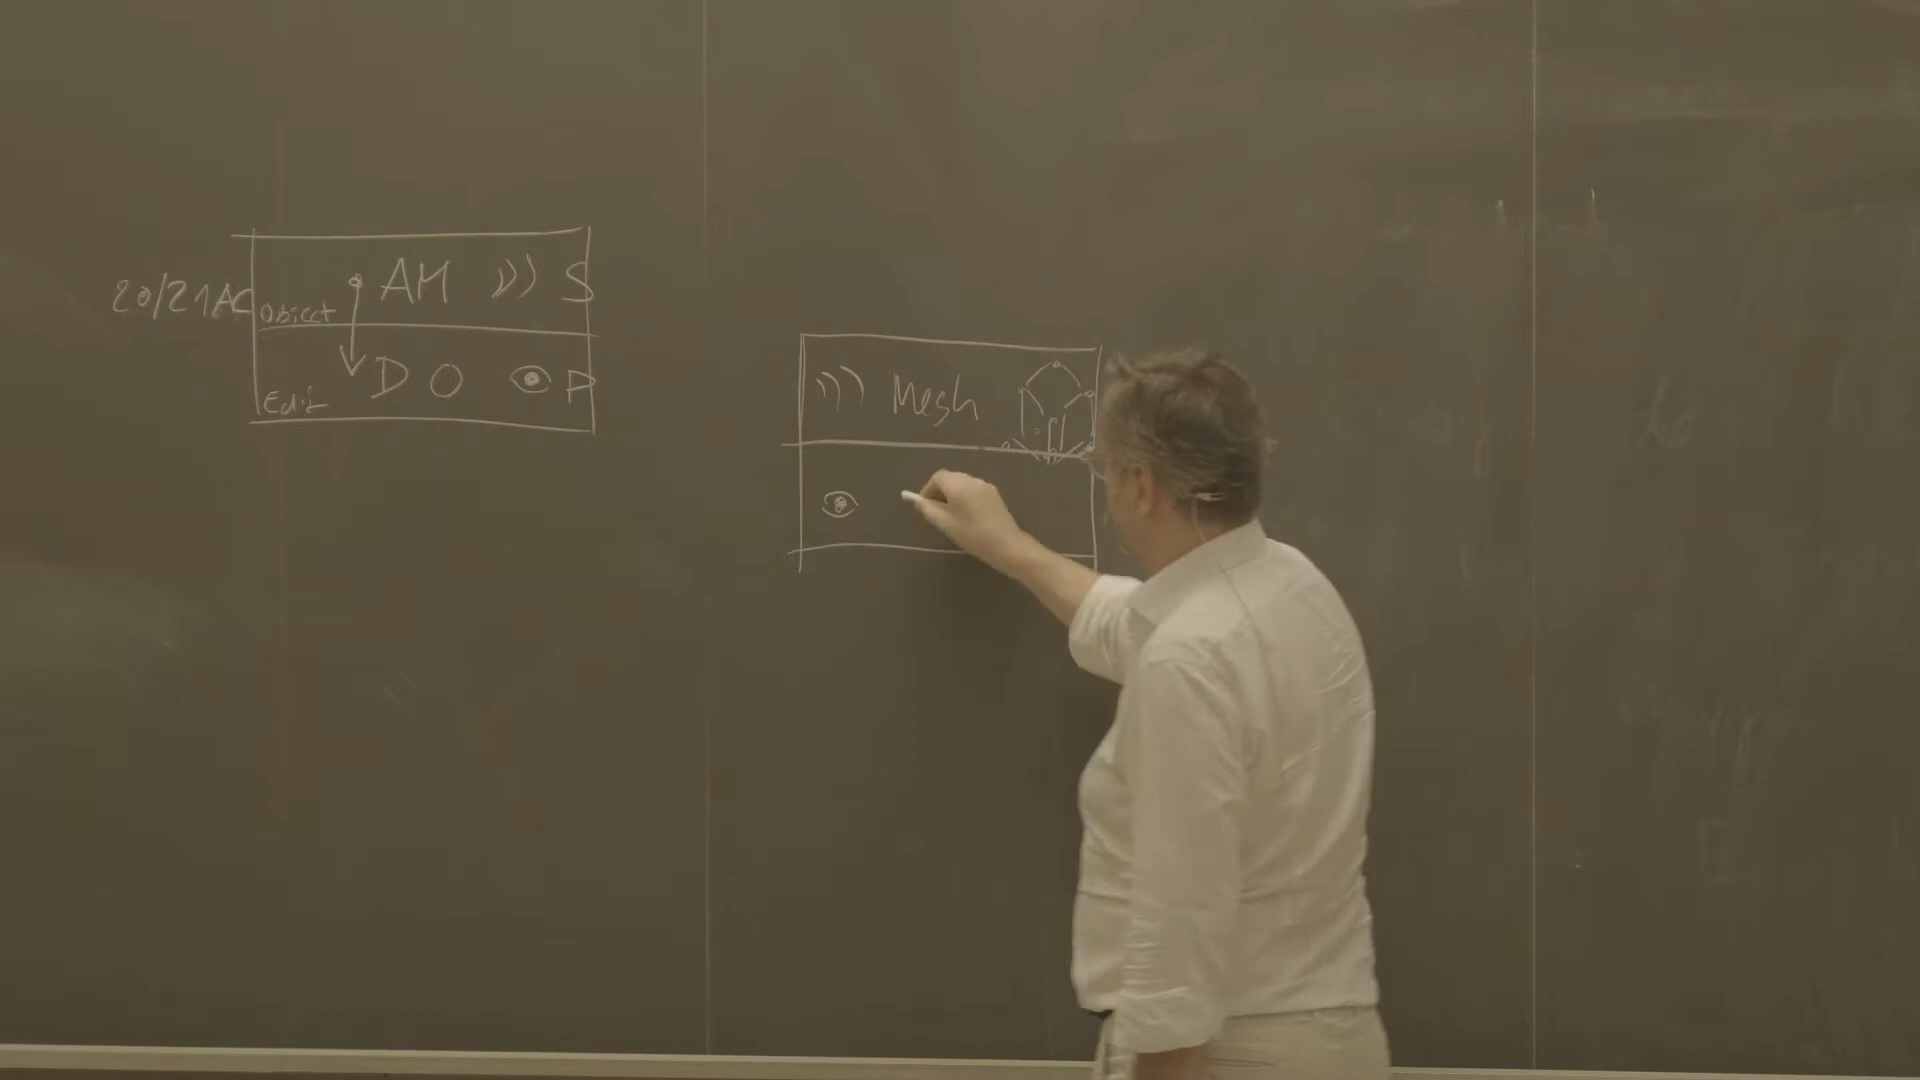 20/21AC
AM ))) S
Object
D O P
Edit
))) Mesh